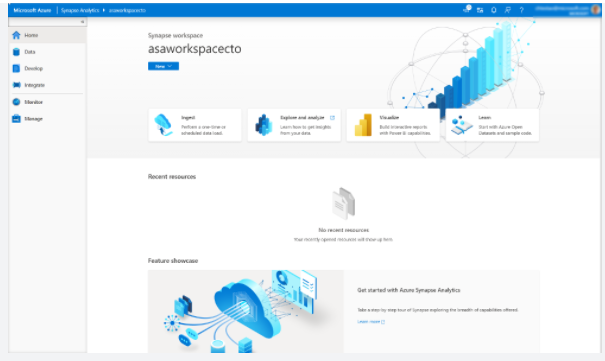 Microsoft Azure | Synapse Analytics ▸ asaworkspacecto
?
Home
Data
Develop
Integrate
Monitor
Manage
Synapse workspace
asaworkspacecto
New
Ingest
Perform a one-time or
scheduled data load.
Explore and analyze
Learn how to get insights
from your data.
Visualize
Build interactive reports
with Power BI capabilities.
Learn
Start with Azure Open
Datasets and sample code.
Recent resources
No recent resources
Your recently opened resources will show up here.
Feature showcase
Get started with Azure Synapse Analytics
Take a step-by-step tour of Synapse exploring the breadth of capabilities offered.
Learn more